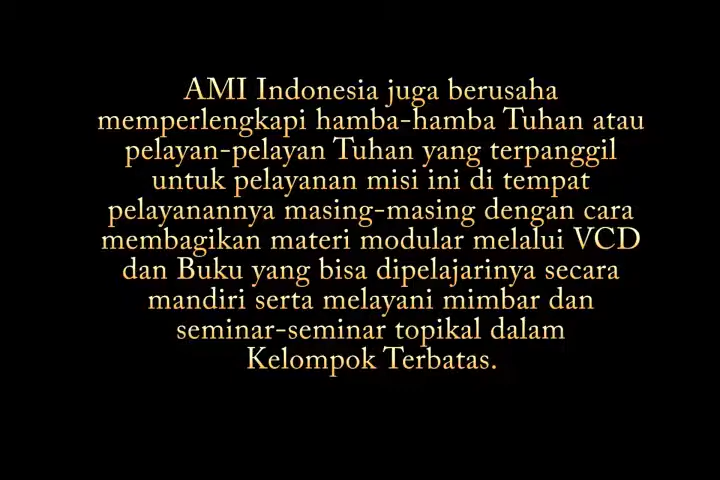 AMI Indonesia juga berusaha
memperlengkapi hamba-hamba Tuhan atau
pelayan-pelayan Tuhan yang terpanggil
untuk pelayanan misi ini di tempat
pelayanannya masing-masing dengan cara
membagikan materi modular melalui VCD
dan Buku yang bisa dipelajarinya secara
mandiri serta melayani mimbar dan
seminar-seminar topikal dalam
Kelompok Terbatas.